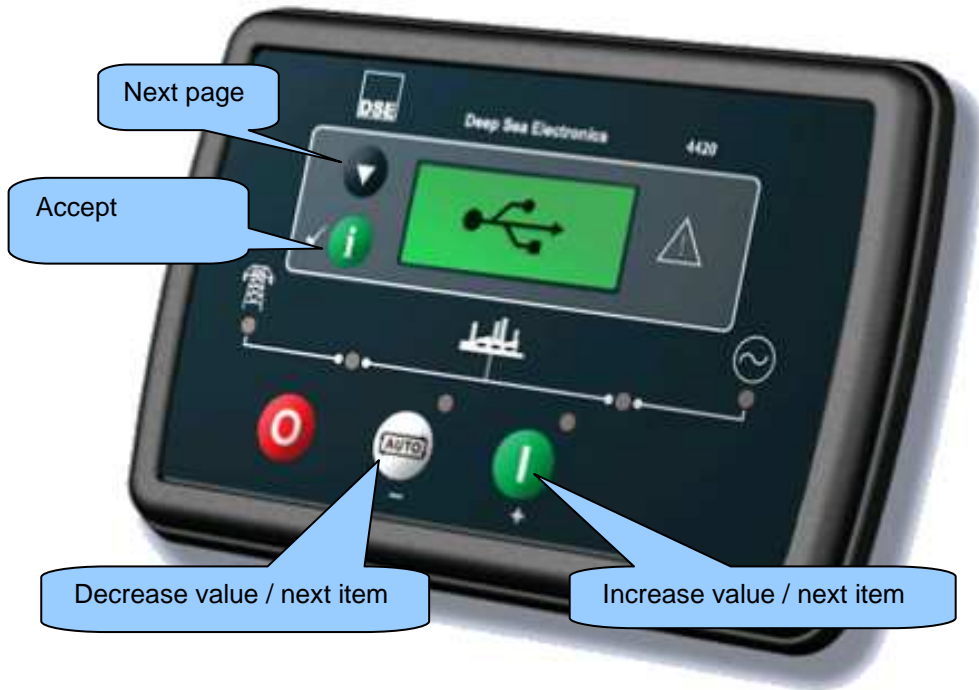 Next page
DSE
Deep Sea Electronics
4420
Accept
i
AUTO
-
+
Decrease value / next item
Increase value / next item